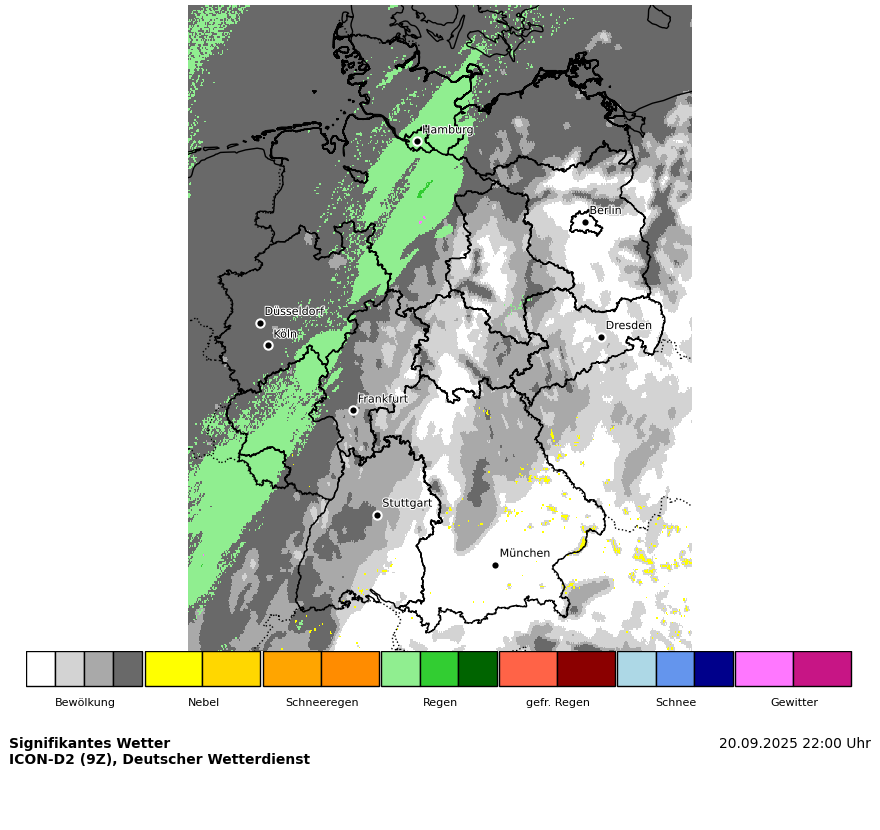 Hamburg
Berlin
Düsseldorf
Köln
Dresden
Frankfurt
Stuttgart
München
Bewölkung Nebel Schneeregen Regen gefr. Regen Schnee Gewitter
Signifikantes Wetter 20.09.2025 22:00 Uhr
ICON-D2 (9Z), Deutscher Wetterdienst